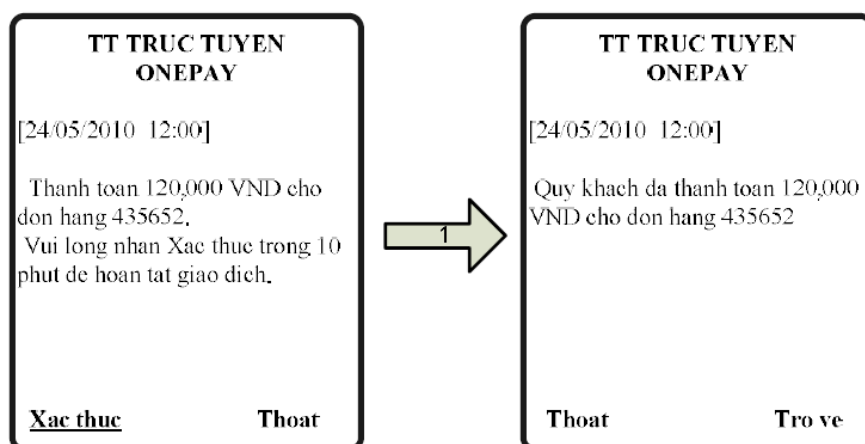 TT TRUC TUYEN
ONEPAY
[24/05/2010 12:00]
Thanh toan 120,000 VND cho
don hang 435652.
Vui long nhan Xac thuc trong 10
phut de hoan tat giao dich.
Xac thuc Thoat
1
TT TRUC TUYEN
ONEPAY
[24/05/2010 12:00]
Quy khach da thanh toan 120,000
VND cho don hang 435652
Thoat Tro ve